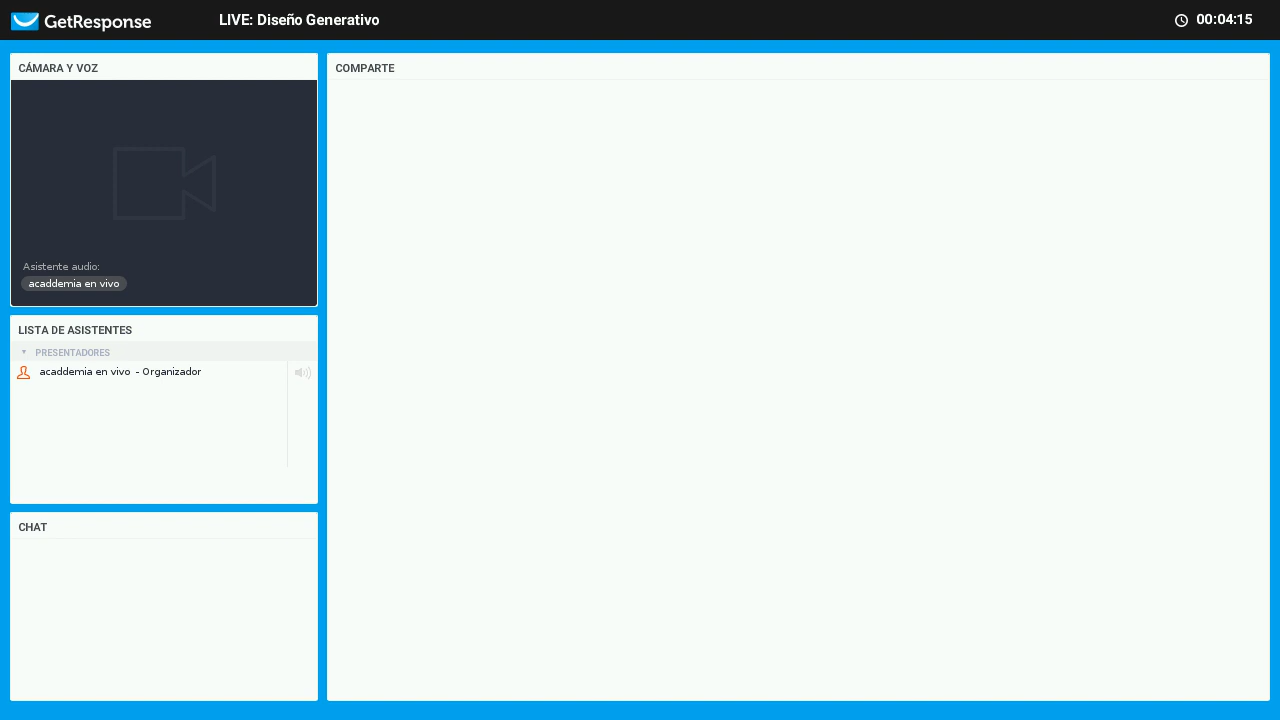 GetResponse
LIVE: Diseño Generativo
00:04:15
CÁMARA Y VOZ
Asistente audio:
acaddemia en vivo
LISTA DE ASISTENTES
PRESENTADORES
acaddemia en vivo - Organizador
CHAT
COMPARTE